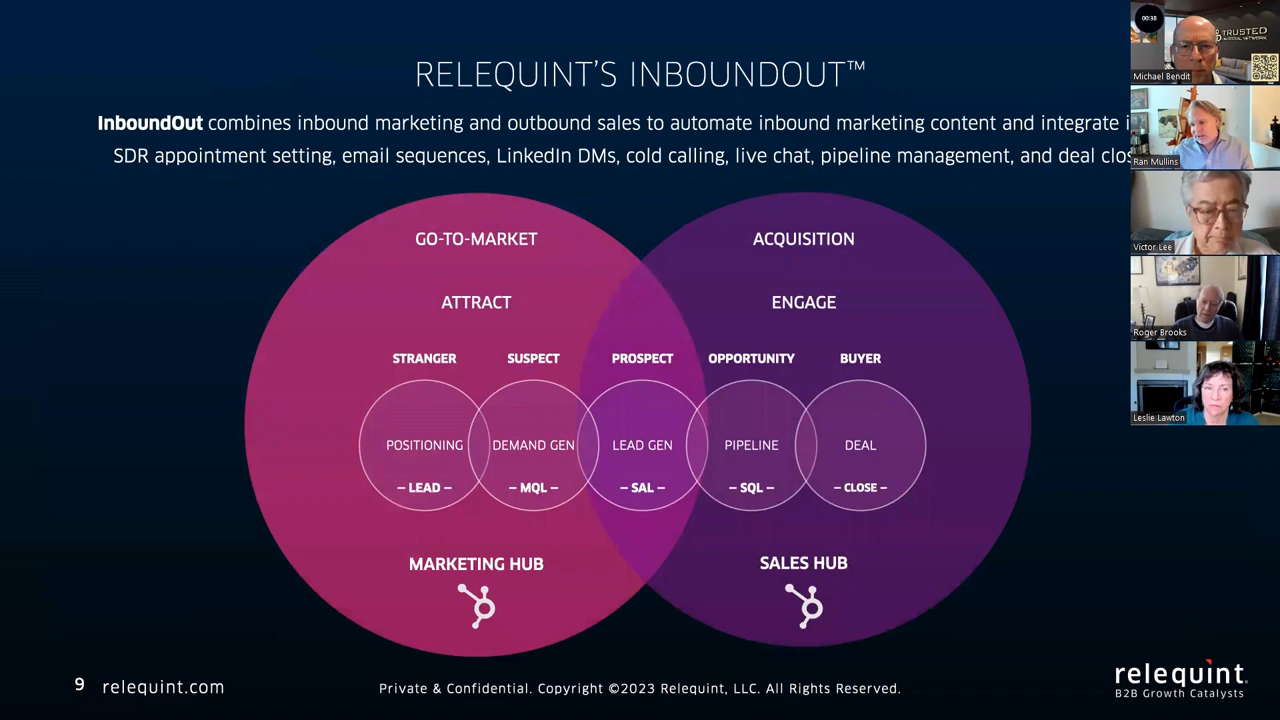 RELEQUINT'S INBOUNDOUT™
InboundOut combines inbound marketing and outbound sales to automate inbound marketing content and integrate
SDR appointment setting, email sequences, LinkedIn DMs, cold calling, live chat, pipeline management, and deal
GO-TO-MARKET
ACQUISITION
ATTRACT
ENGAGE
STRANGER
SUSPECT
PROSPECT
OPPORTUNITY
BUYER
POSITIONING
DEMAND GEN
LEAD GEN
PIPELINE
DEAL
– LEAD –
– MQL –
– SAL –
– SQL –
– CLOSE –
MARKETING HUB
SALES HUB
9 relequint.com
Private & Confidential. Copyright ©2023 Relequint, LLC. All Rights Reserved.
relequint.
B2B Growth Catalysts
00:38
TRUSTED
Michael Bendit
Ran Mullins
Victor Lee
Roger Brooks
Leslie Lawton